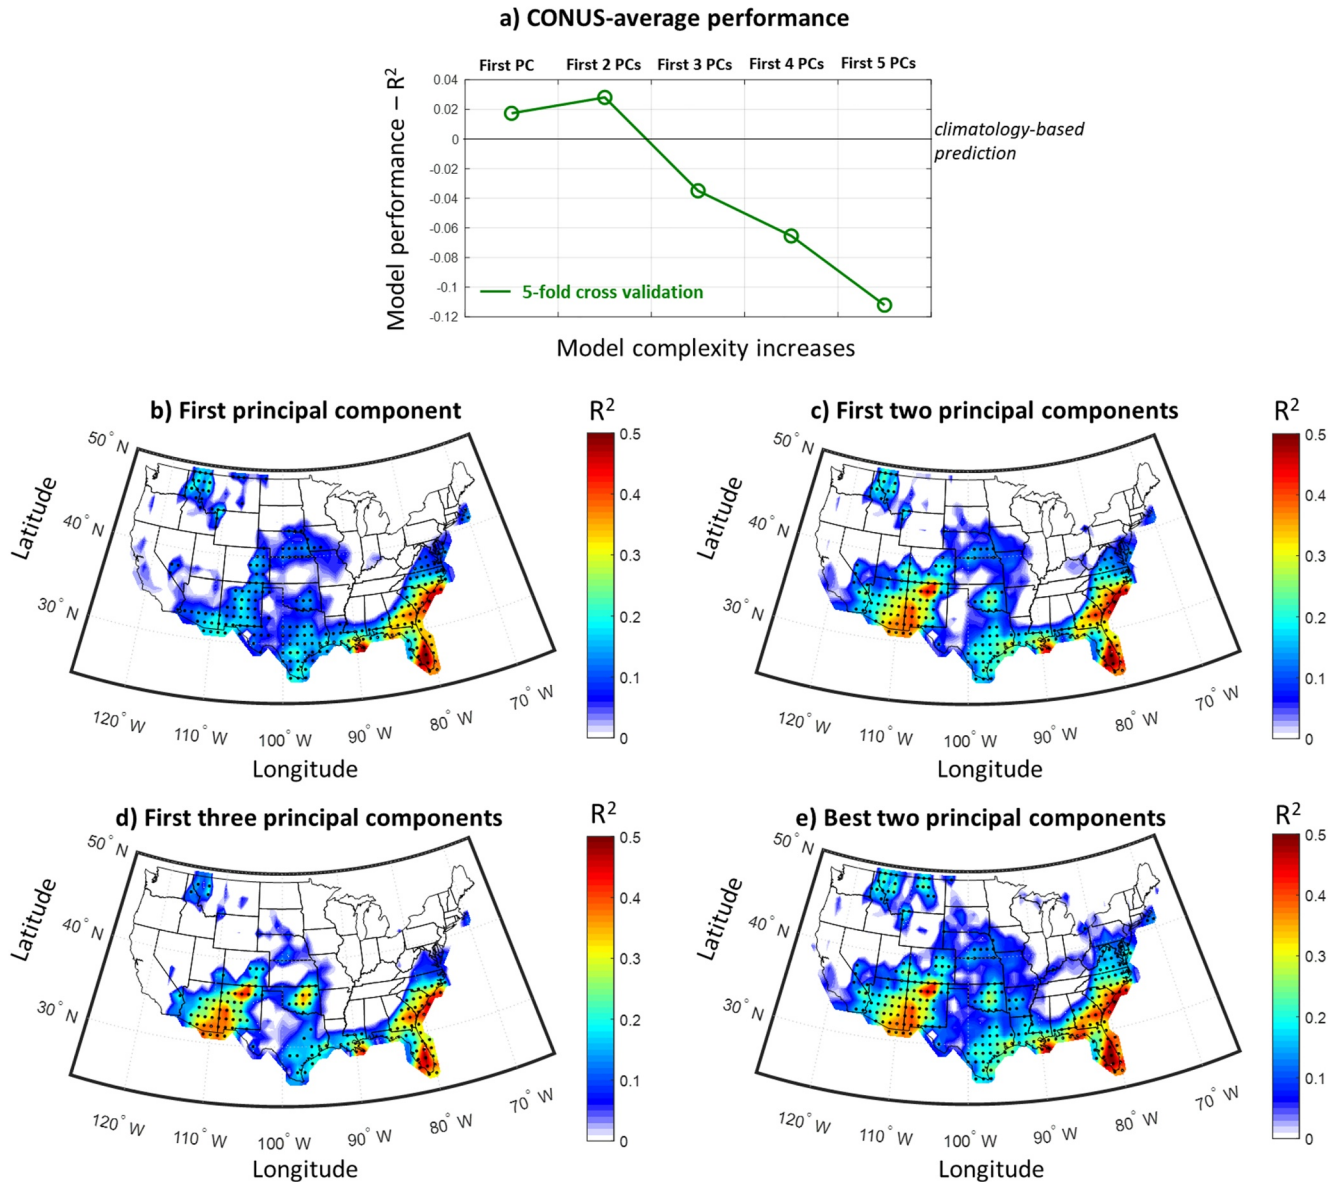 a) CONUS-average performance
First PC First 2 PCs First 3 PCs First 4 PCs First 5 PCs
Model performance – R²
0.04
0.02
0
-0.02
-0.04
-0.06
-0.08
-0.1
-0.12
climatology-based
prediction
5-fold cross validation
Model complexity increases
b) First principal component
R²
50° N
40° N
30° N
Latitude
120° W
110° W
100° W
90° W
80° W
70° W
Longitude
0.5
0.4
0.3
0.2
0.1
0
c) First two principal components
R²
50° N
40° N
30° N
Latitude
120° W
110° W
100° W
90° W
80° W
70° W
Longitude
0.5
0.4
0.3
0.2
0.1
0
d) First three principal components
R²
50° N
40° N
30° N
Latitude
120° W
110° W
100° W
90° W
80° W
70° W
Longitude
0.5
0.4
0.3
0.2
0.1
0
e) Best two principal components
R²
50° N
40° N
30° N
Latitude
120° W
110° W
100° W
90° W
80° W
70° W
Longitude
0.5
0.4
0.3
0.2
0.1
0